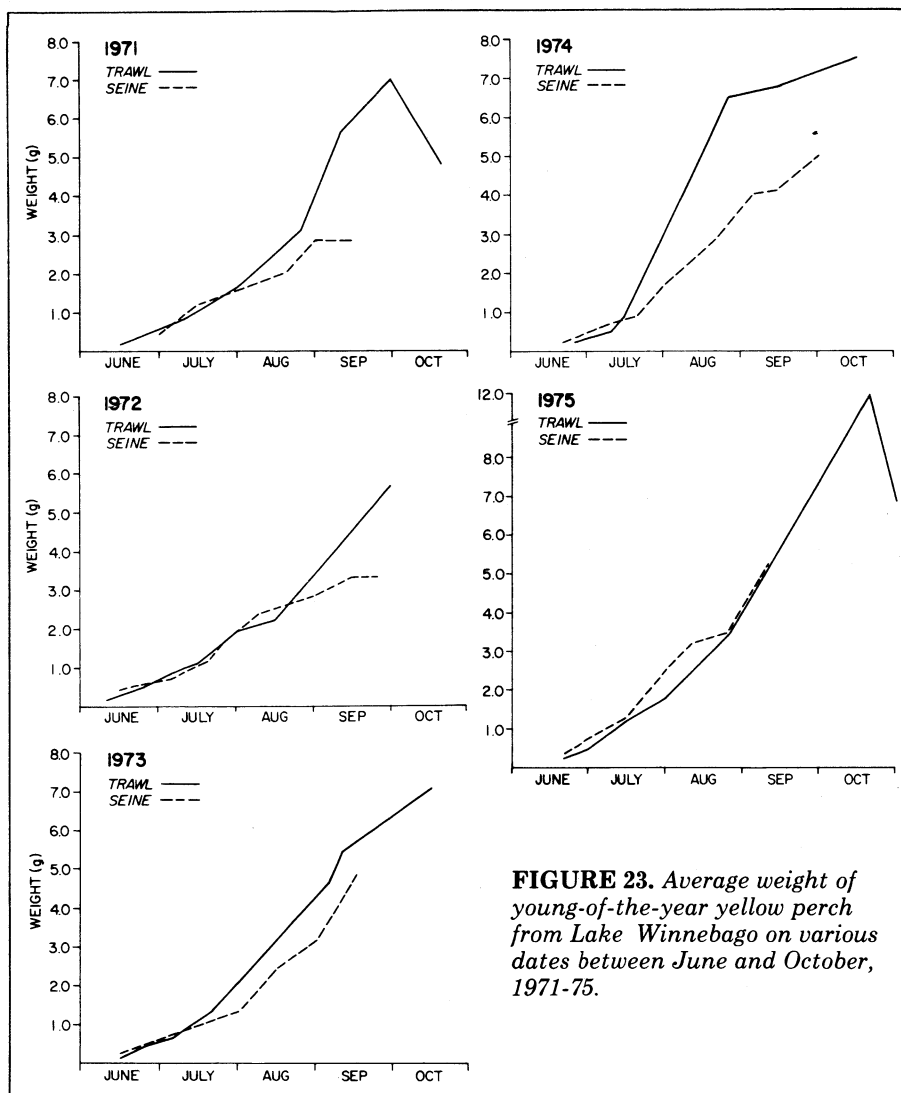 1971
TRAWL
SEINE
WEIGHT (g)
8.0
7.0
6.0
5.0
4.0
3.0
2.0
1.0
JUNE JULY AUG SEP OCT
1972
TRAWL
SEINE
WEIGHT (g)
8.0
7.0
6.0
5.0
4.0
3.0
2.0
1.0
JUNE JULY AUG SEP OCT
1973
TRAWL
SEINE
WEIGHT (g)
8.0
7.0
6.0
5.0
4.0
3.0
2.0
1.0
JUNE JULY AUG SEP OCT
1974
TRAWL
SEINE
8.0
7.0
6.0
5.0
4.0
3.0
2.0
1.0
JUNE JULY AUG SEP OCT
1975
TRAWL
SEINE
12.0
8.0
7.0
6.0
5.0
4.0
3.0
2.0
1.0
JUNE JULY AUG SEP OCT
FIGURE 23. Average weight of
young-of-the-year yellow perch
from Lake Winnebago on various
dates between June and October,
1971-75.